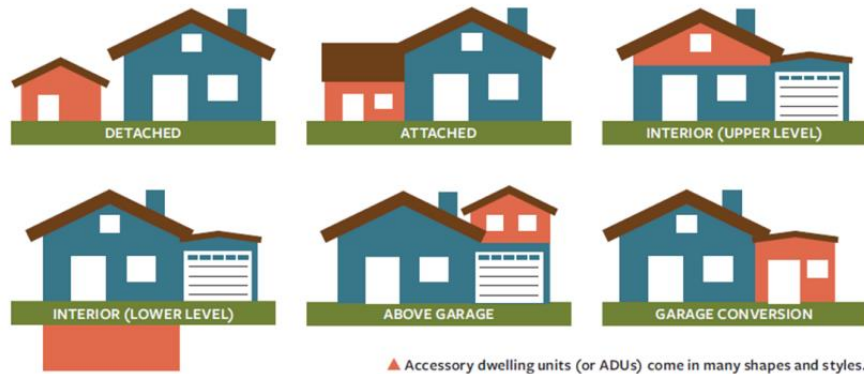 DETACHED
ATTACHED
INTERIOR (UPPER LEVEL)
INTERIOR (LOWER LEVEL)
ABOVE GARAGE
GARAGE CONVERSION
Accessory dwelling units (or ADUs) come in many shapes and styles.